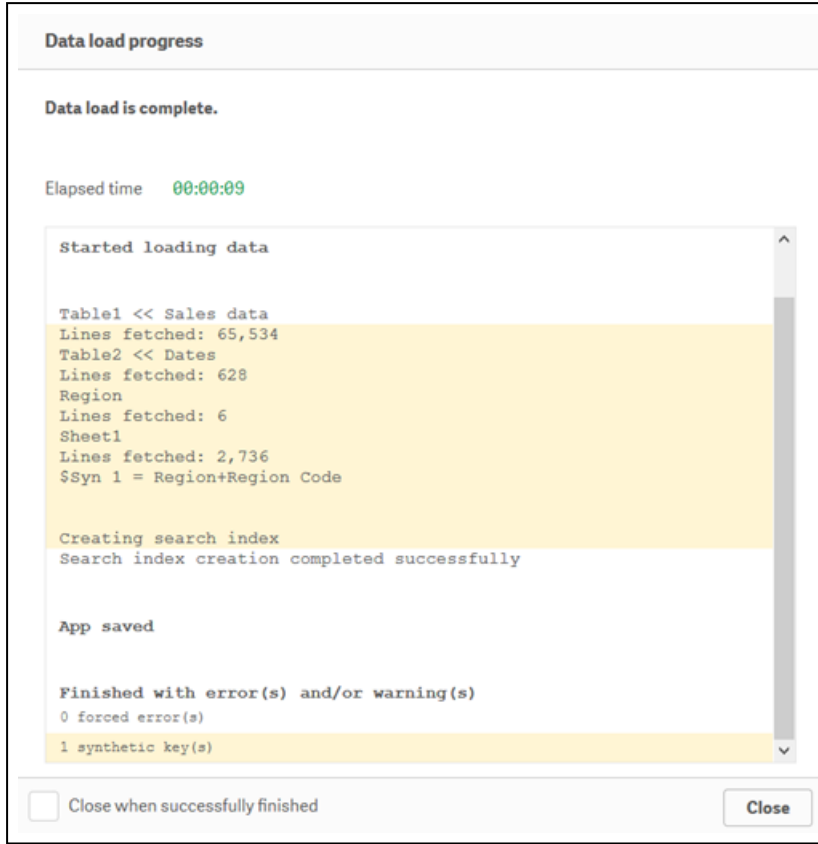 Data load progress
Data load is complete.
Elapsed time 00:00:09
Started loading data
Table1 << Sales data
Lines fetched: 65,534
Table2 << Dates
Lines fetched: 628
Region
Lines fetched: 6
Sheet1
Lines fetched: 2,736
$Syn 1 = Region+Region Code
Creating search index
Search index creation completed successfully
App saved
Finished with error(s) and/or warning(s)
0 forced error(s)
1 synthetic key(s)
Close when successfully finished
Close